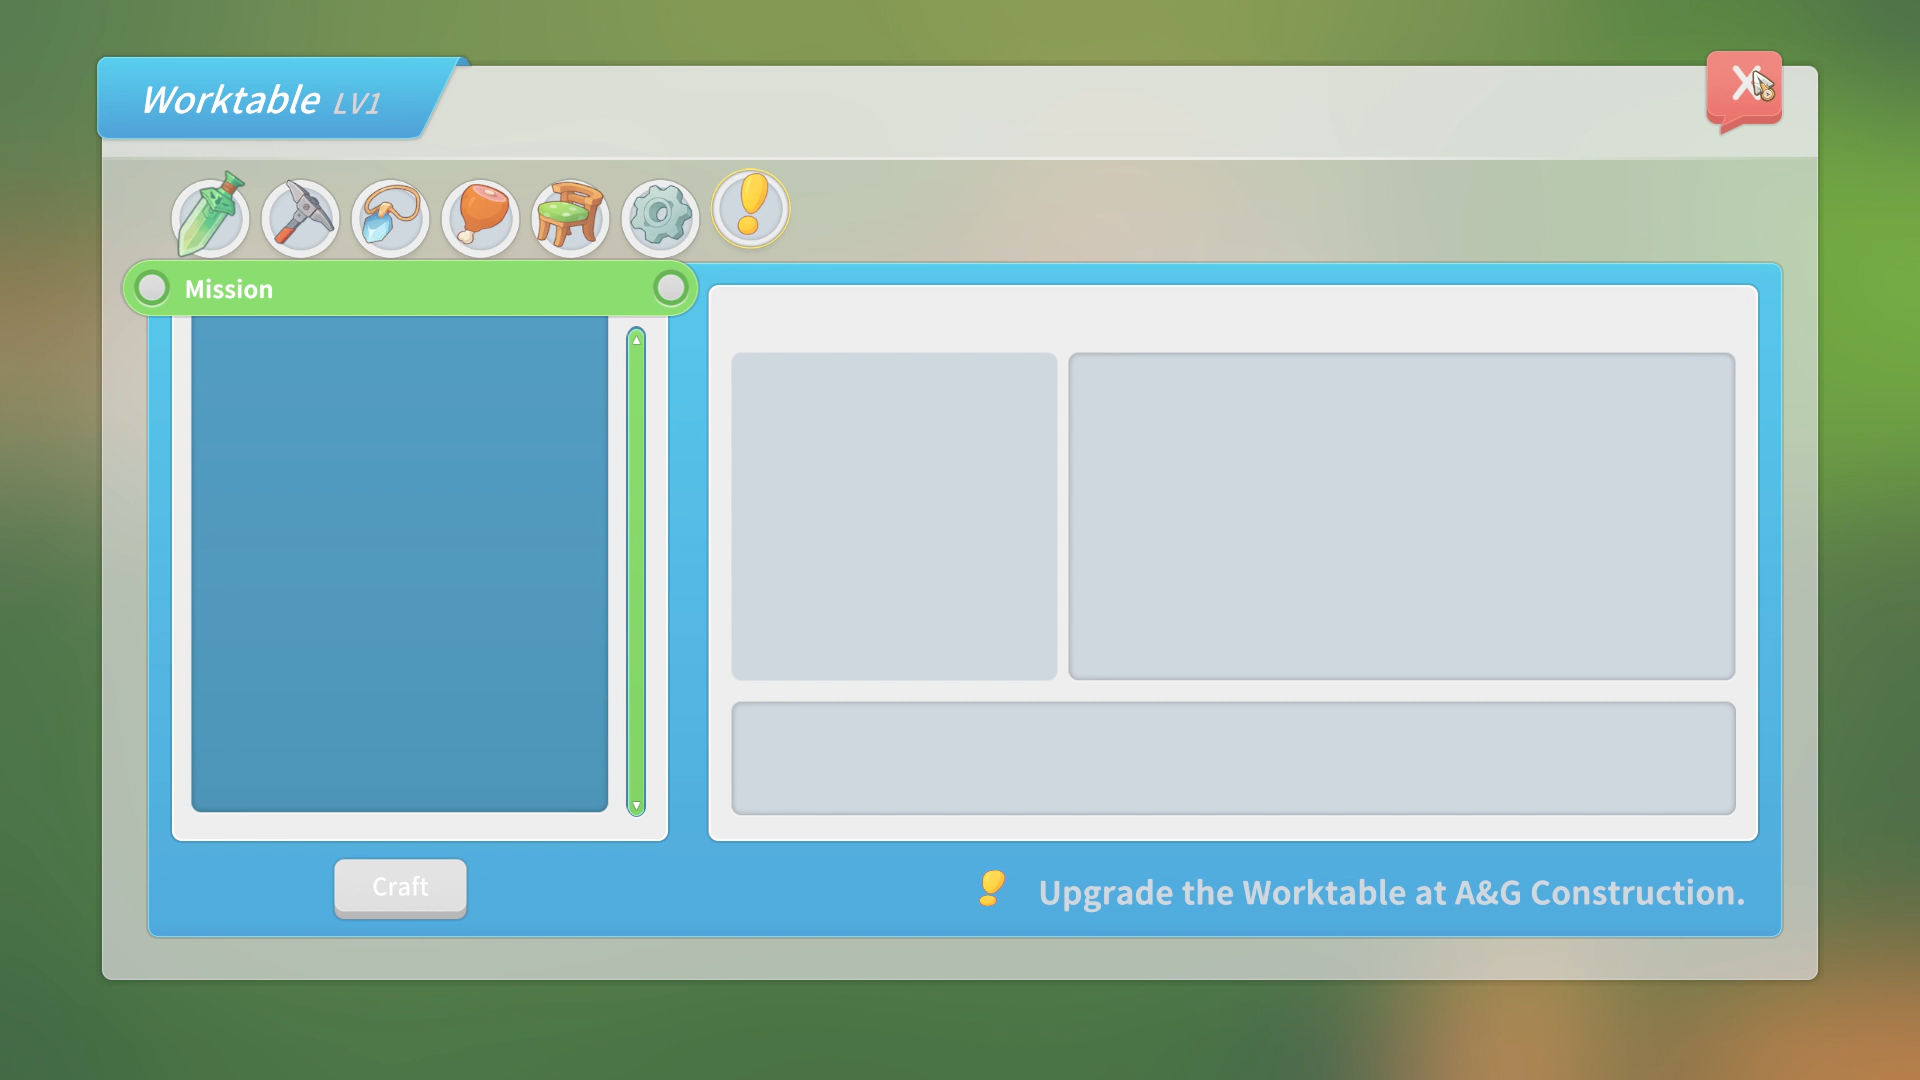 Worktable LV1
X
Mission
Craft
Upgrade the Worktable at A&G Construction.